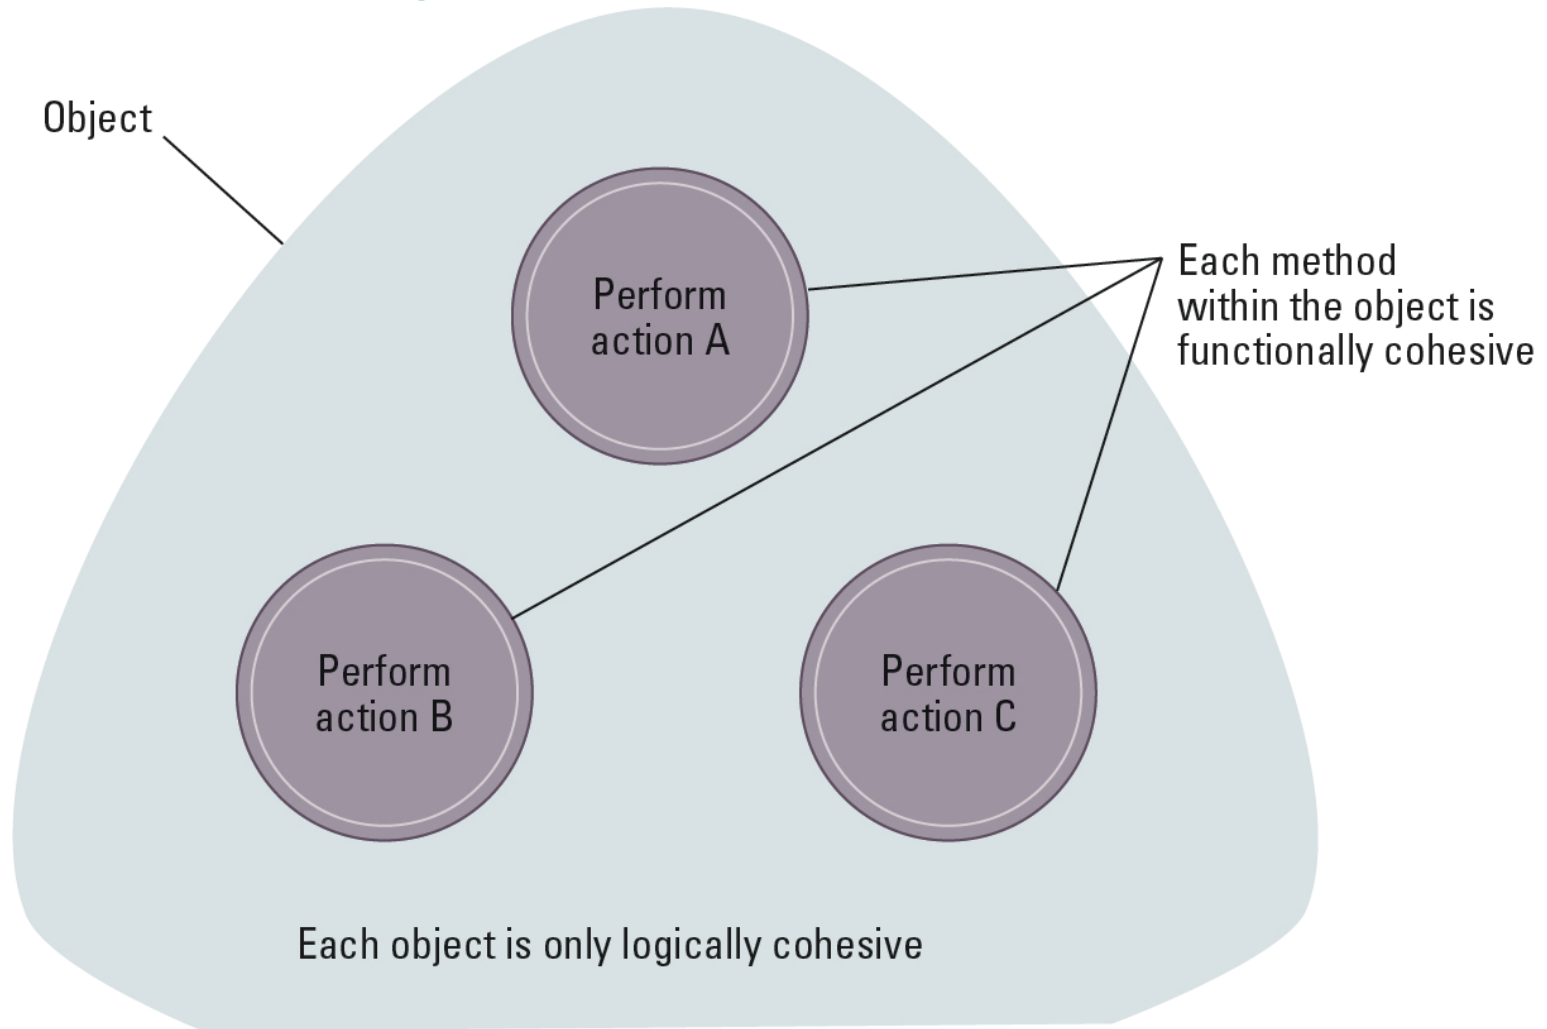 Object
Perform
action A
Each method
within the object is
functionally cohesive
Perform
action B
Perform
action C
Each object is only logically cohesive